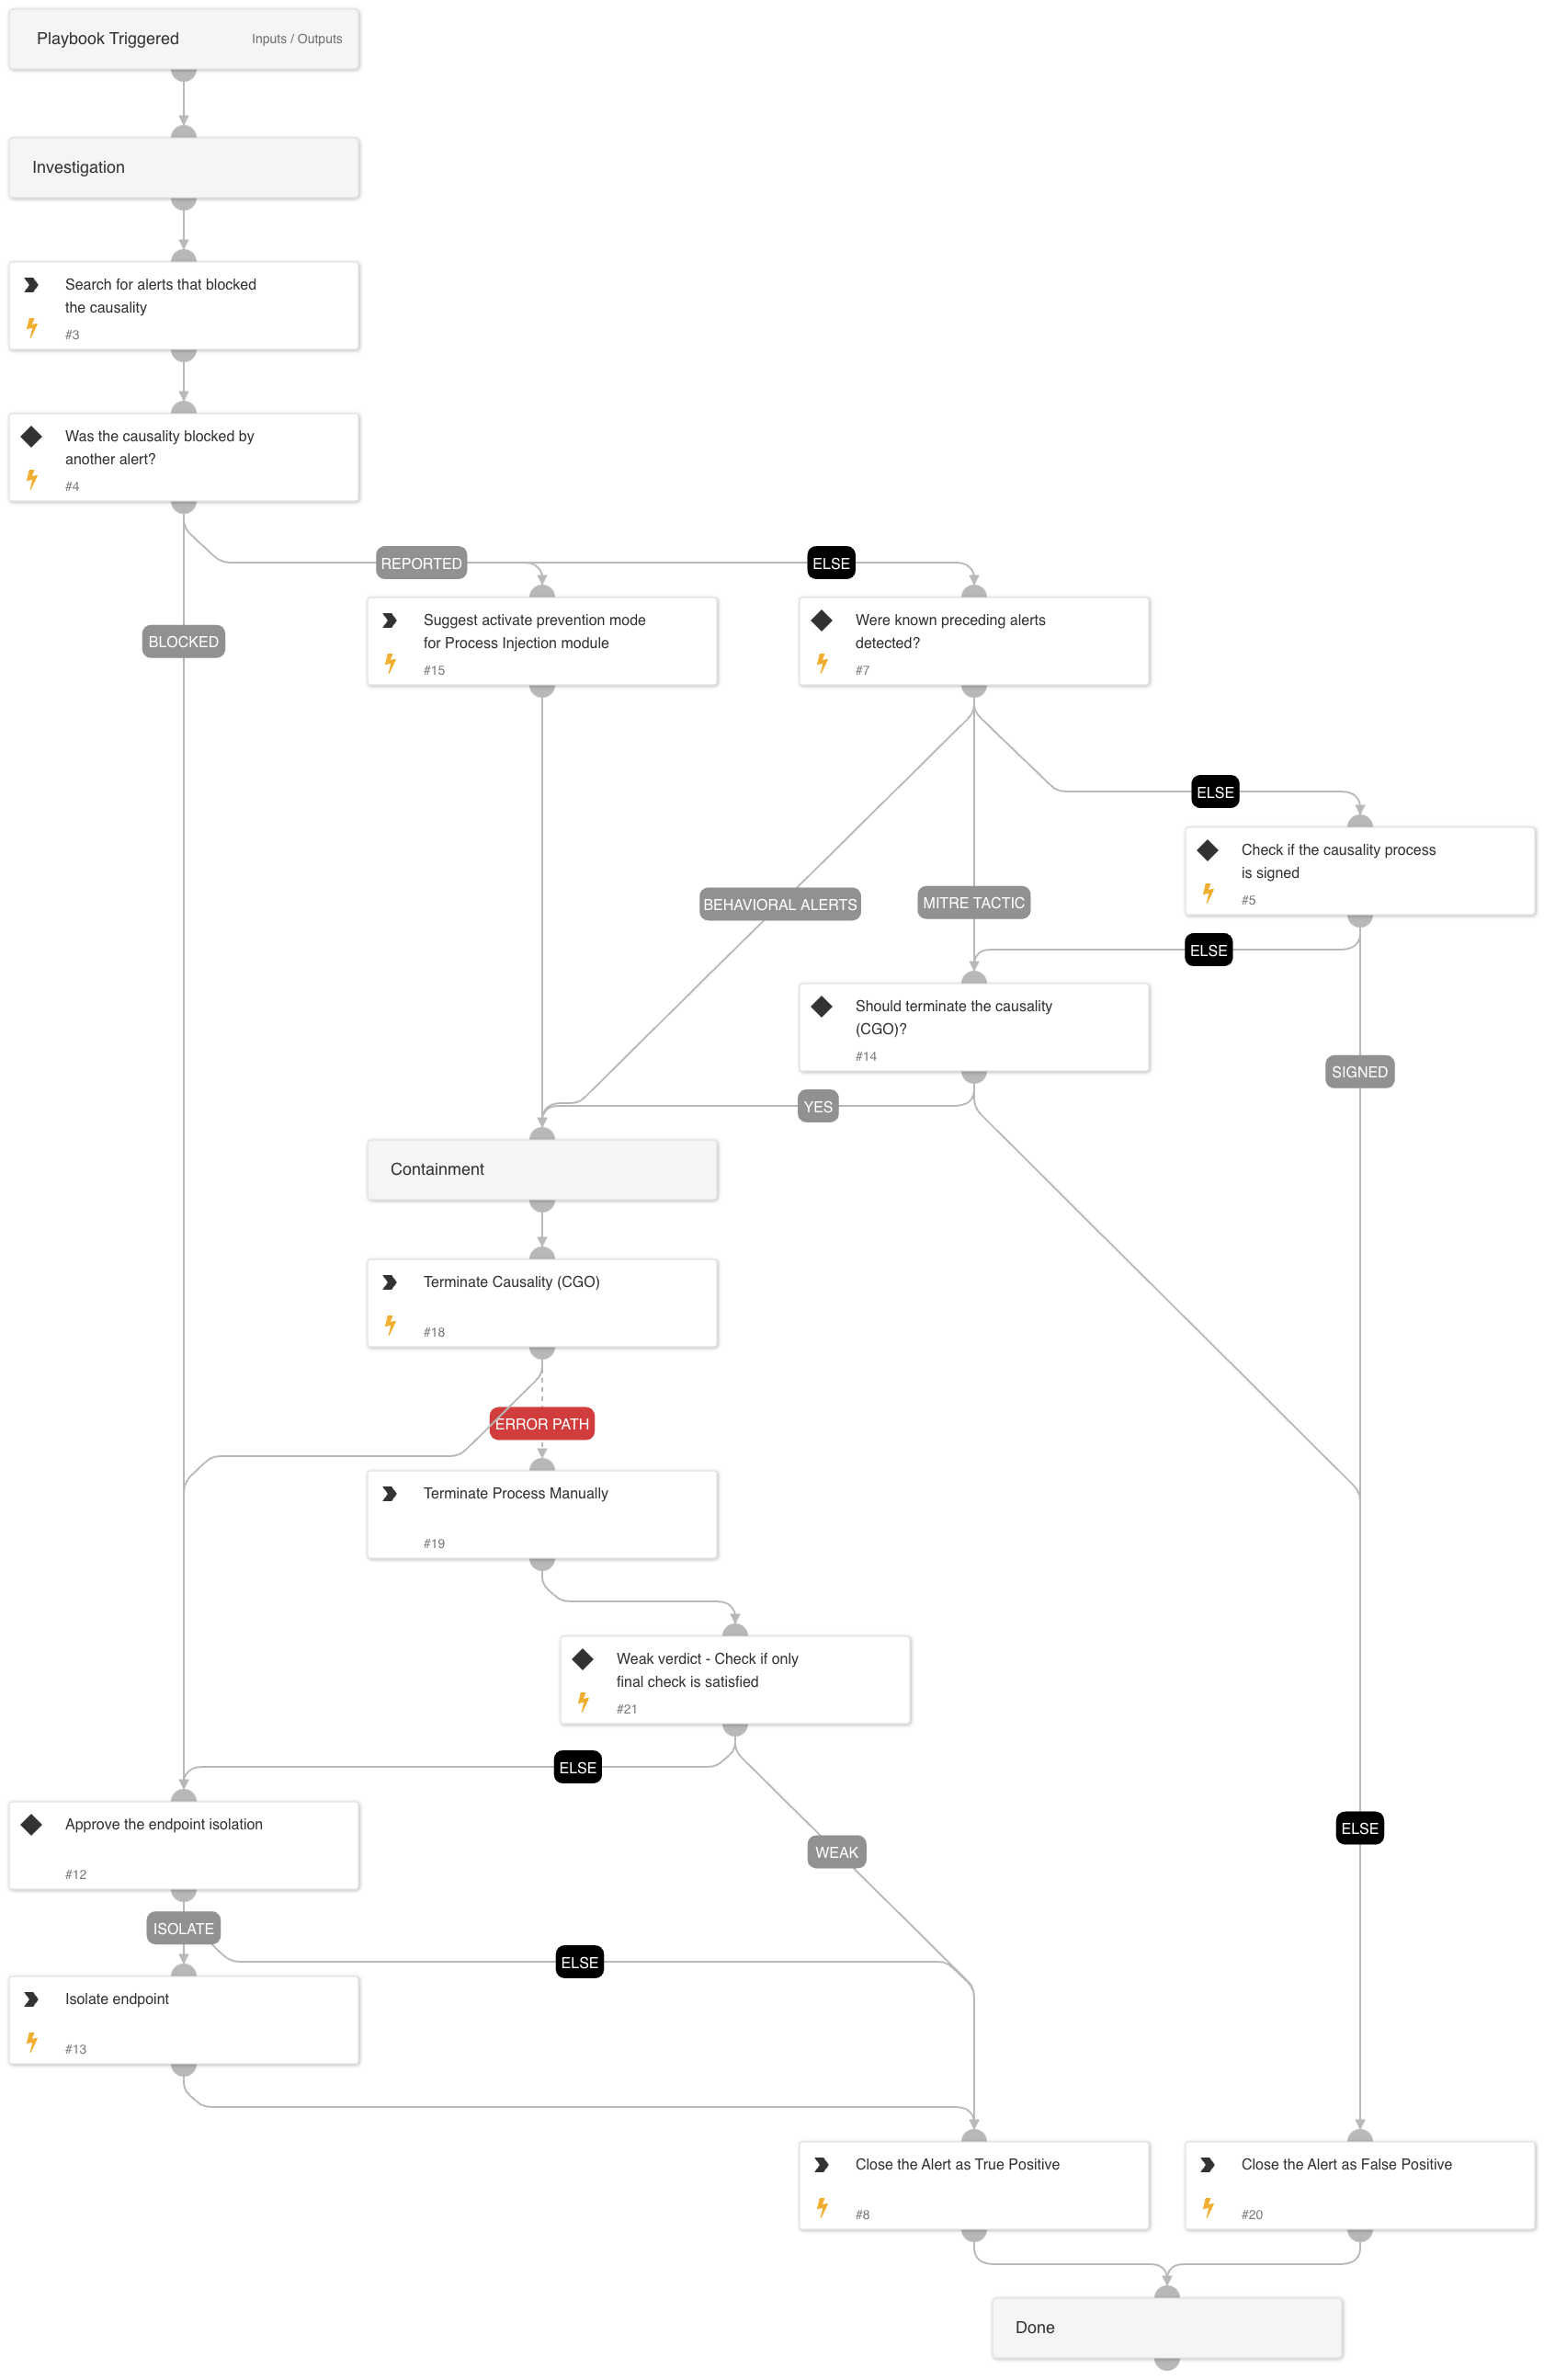 Playbook Triggered
Inputs / Outputs
Investigation
Search for alerts that blocked
the causality
#3
Was the causality blocked by
another alert?
#4
REPORTED
ELSE
BLOCKED
Suggest activate prevention mode
for Process Injection module
#15
Were known preceding alerts
detected?
#7
ELSE
Check if the causality process
is signed
#5
BEHAVIORAL ALERTS
MITRE TACTIC
ELSE
Should terminate the causality
(CGO)?
#14
SIGNED
YES
Containment
Terminate Causality (CGO)
#18
ERROR PATH
Terminate Process Manually
#19
Weak verdict - Check if only
final check is satisfied
#21
ELSE
Approve the endpoint isolation
#12
ELSE
WEAK
ISOLATE
ELSE
Isolate endpoint
#13
Close the Alert as True Positive
#8
Close the Alert as False Positive
#20
Done